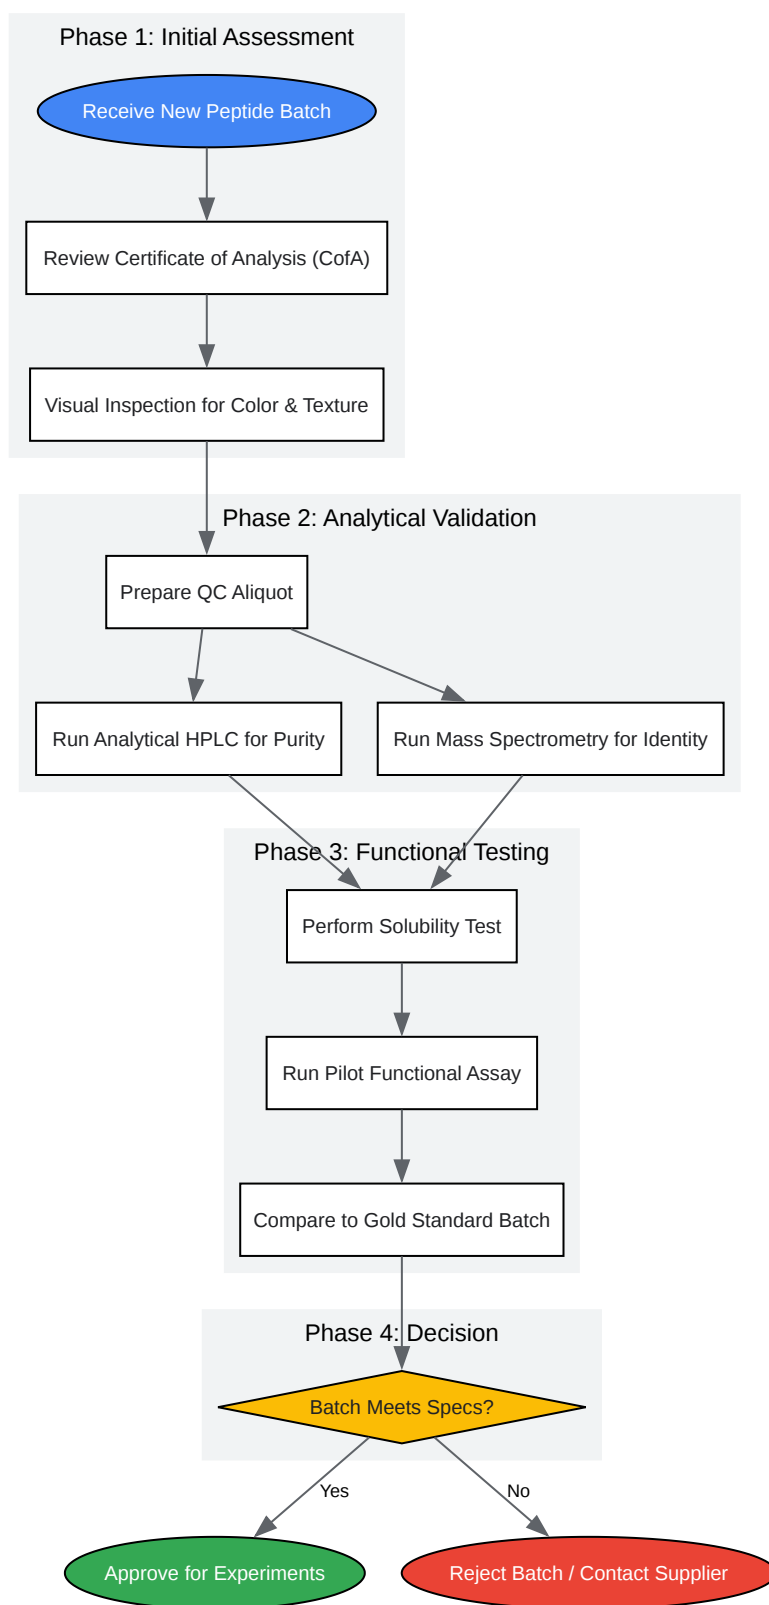 Phase 1: Initial Assessment
Receive New Peptide Batch
Review Certificate of Analysis (CofA)
Visual Inspection for Color & Texture
Phase 2: Analytical Validation
Prepare QC Aliquot
Run Analytical HPLC for Purity
Run Mass Spectrometry for Identity
Phase 3: Functional Testing
Perform Solubility Test
Run Pilot Functional Assay
Compare to Gold Standard Batch
Phase 4: Decision
Batch Meets Specs?
Yes
No
Approve for Experiments
Reject Batch / Contact Supplier